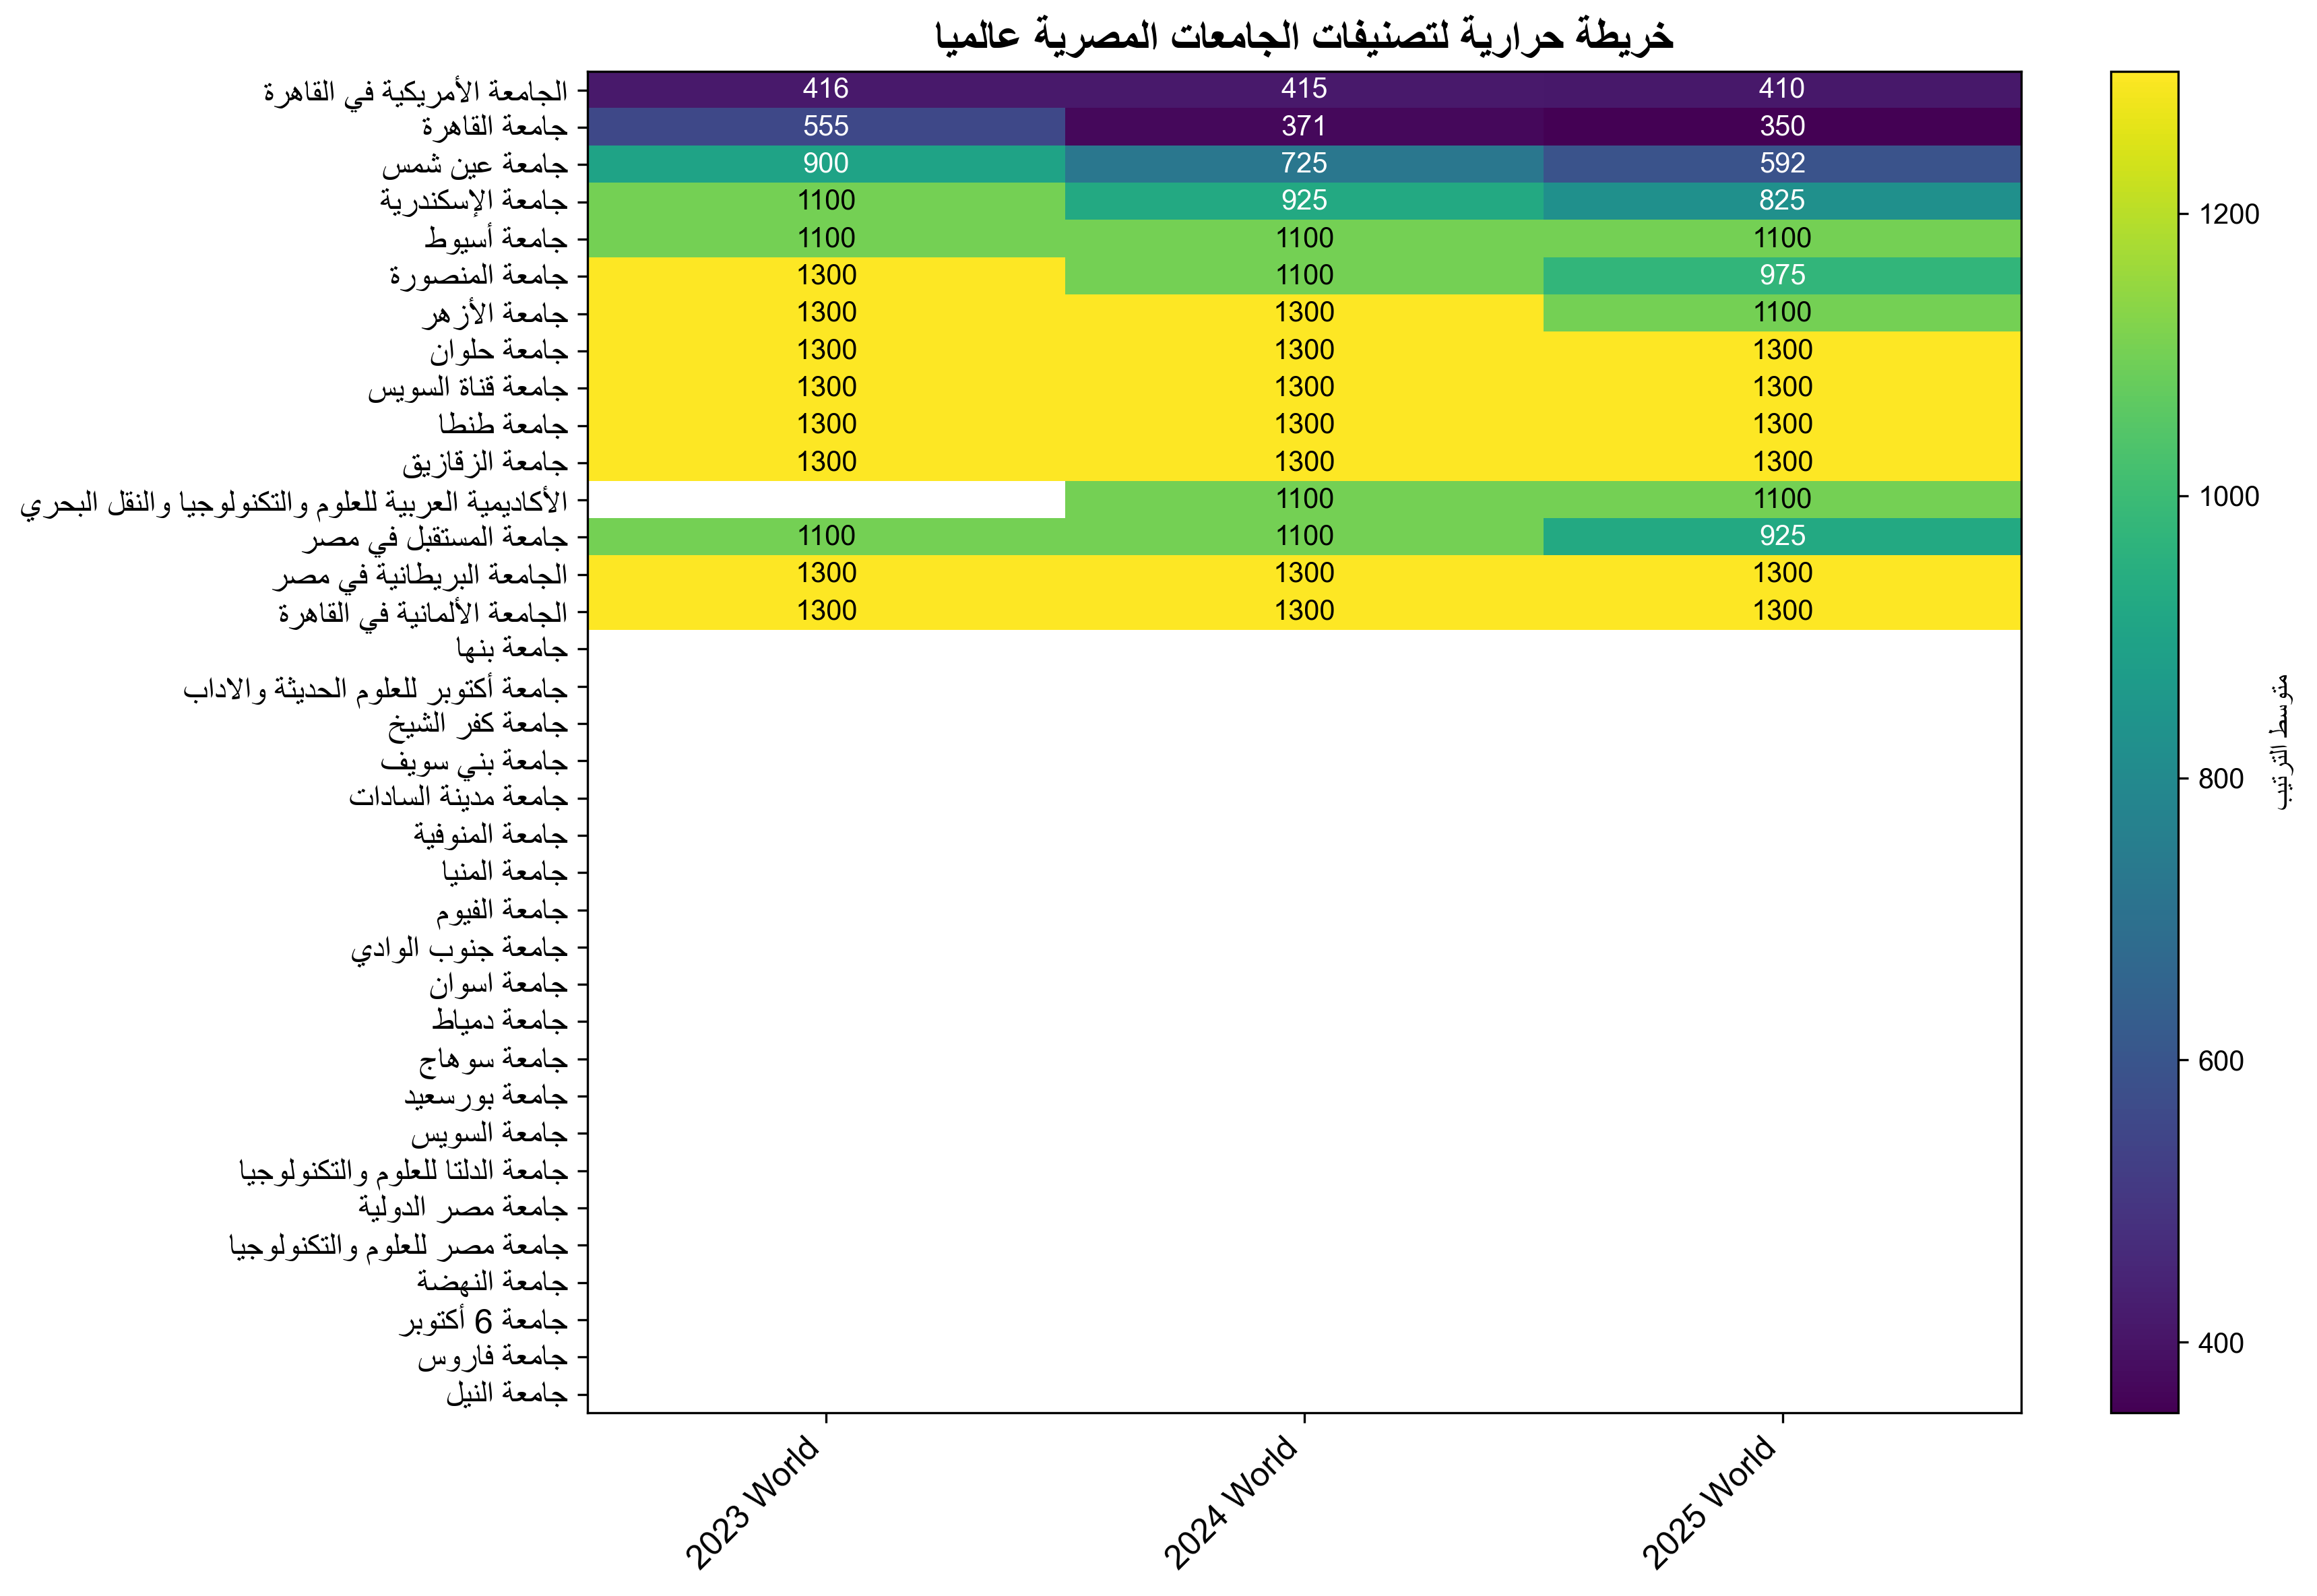 خريطة حرارية لتصنيفات الجامعات المصرية عالميا
الجامعة الأمريكية في القاهرة 416 415 410
جامعة القاهرة 555 371 350
جامعة عين شمس 900 725 592
جامعة الإسكندرية 1100 925 825
جامعة أسيوط 1100 1100 1100
جامعة المنصورة 1300 1100 975
جامعة الأزهر 1300 1300 1100
جامعة حلوان 1300 1300 1300
جامعة قناة السويس 1300 1300 1300
جامعة طنطا 1300 1300 1300
جامعة الزقازيق 1300 1300 1300
الأكاديمية العربية للعلوم والتكنولوجيا والنقل البحري 1100 1100
جامعة المستقبل في مصر 1100 1100 925
الجامعة البريطانية في مصر 1300 1300 1300
الجامعة الألمانية في القاهرة 1300 1300 1300
جامعة بنها
جامعة أكتوبر للعلوم الحديثة والاداب
جامعة كفر الشيخ
جامعة بني سويف
جامعة مدينة السادات
جامعة المنوفية
جامعة المنيا
جامعة الفيوم
جامعة جنوب الوادي
جامعة اسوان
جامعة دمياط
جامعة سوهاج
جامعة بورسعيد
جامعة السويس
جامعة الدلتا للعلوم والتكنولوجيا
جامعة مصر الدولية
جامعة مصر للعلوم والتكنولوجيا
جامعة النهضة
جامعة 6 أكتوبر
جامعة فاروس
جامعة النيل
2023 World
2024 World
2025 World
1200
1000
800
600
400
متوسط الترتيب